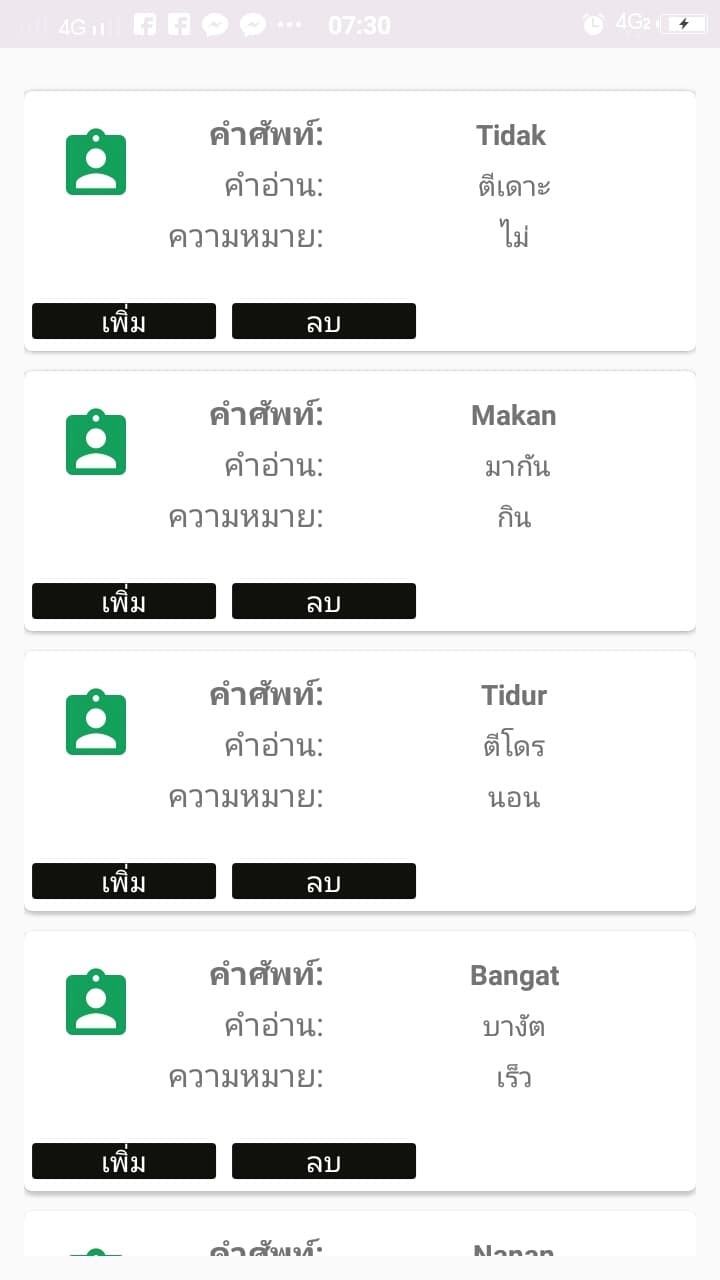 4G 07:30 4G2
คำศัพท์: Tidak
คำอ่าน: ตีเดาะ
ความหมาย: ไม่
เพิ่ม ลบ
คำศัพท์: Makan
คำอ่าน: มากัน
ความหมาย: กิน
เพิ่ม ลบ
คำศัพท์: Tidur
คำอ่าน: ตีโดร
ความหมาย: นอน
เพิ่ม ลบ
คำศัพท์: Bangat
คำอ่าน: บางัต
ความหมาย: เร็ว
เพิ่ม ลบ
คำศัพท์: Nanan